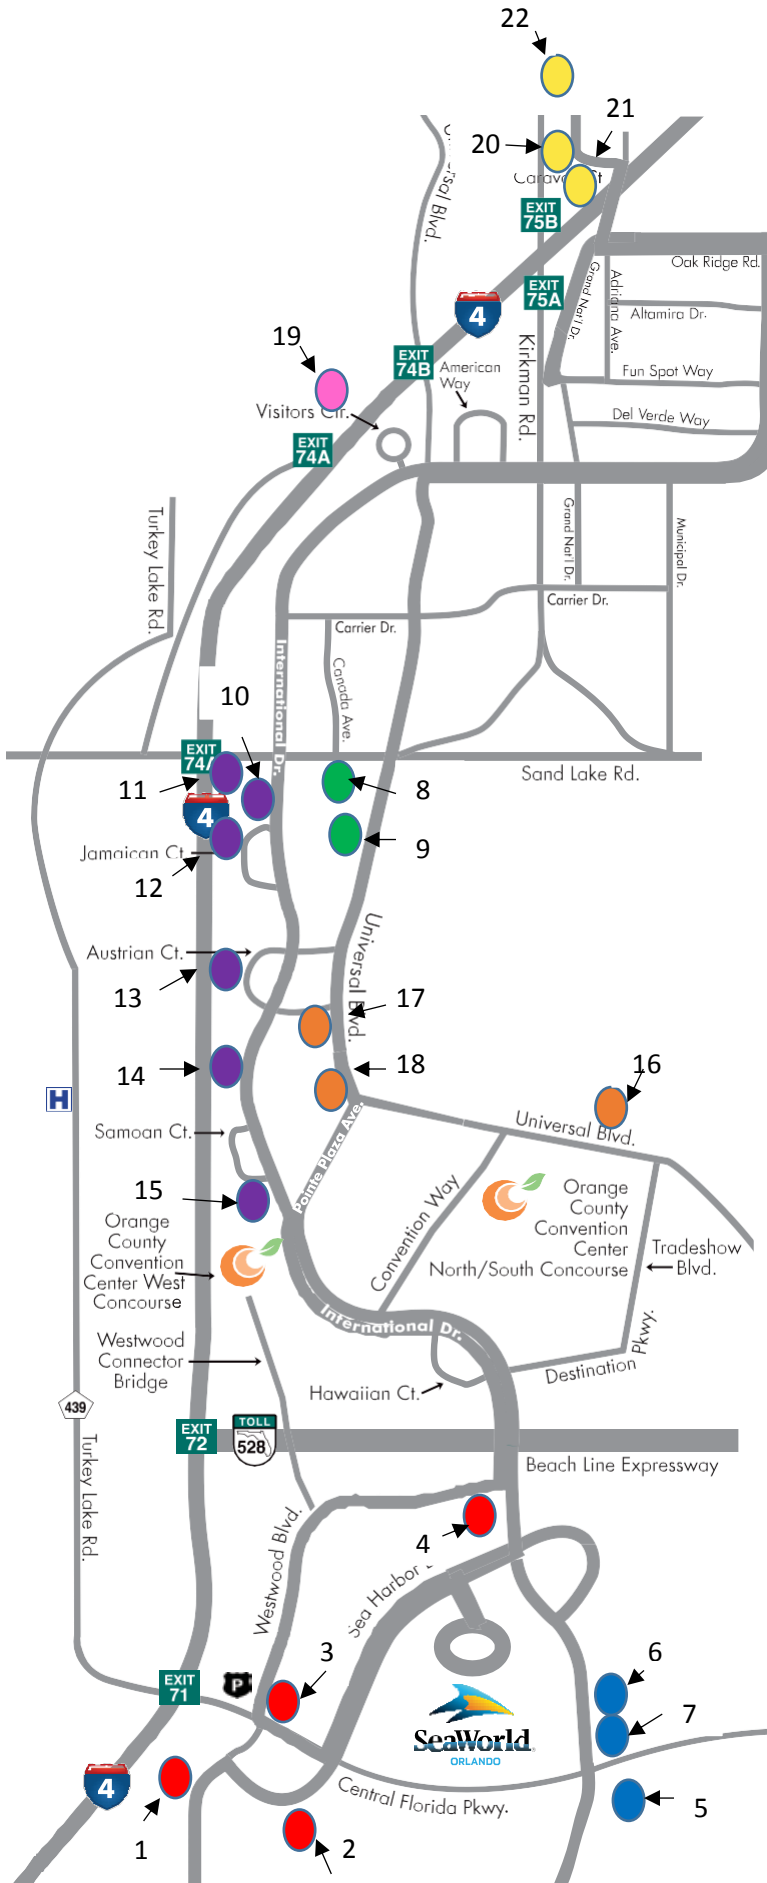 22
21
20
Carava
t
EXIT
75B
rsal Blvd.
Oak Ridge Rd.
EXIT
75A
Grand Nat'l Dr.
Adriana Ave.
4
Altamira Dr.
19
Kirkman Rd.
EXIT
74B
American
Way
Fun Spot Way
Visitors Cir.
Del Verde Way
EXIT
74A
Turkey Lake Rd.
Grand Nat'l Dr.
Municipal Dr.
Carrier Dr.
Carrier Dr.
International Dr.
Canada Ave.
10
EXIT
74A
Sand Lake Rd.
11
8
4
9
Jamaican Ct.
12
Universal Blvd.
Austrian Ct.
13
17
14
18
16
H
Universal Blvd.
Samoan Ct.
Pointe Plaza Ave.
15
Convention Way
Orange
County
Convention
Center
North/South Concourse
Orange
County
Convention
Center West
Concourse
Tradeshow
Blvd.
International Dr.
Westwood
Connector
Bridge
Destination Pkwy.
Hawaiian Ct.
439
EXIT
72
TOLL
528
Beach Line Expressway
Turkey Lake Rd.
Westwood Blvd.
4
Sea Harbor
3
6
EXIT
71
P
7
SeaWorld
ORLANDO
4
Central Florida Pkwy.
5
1
2